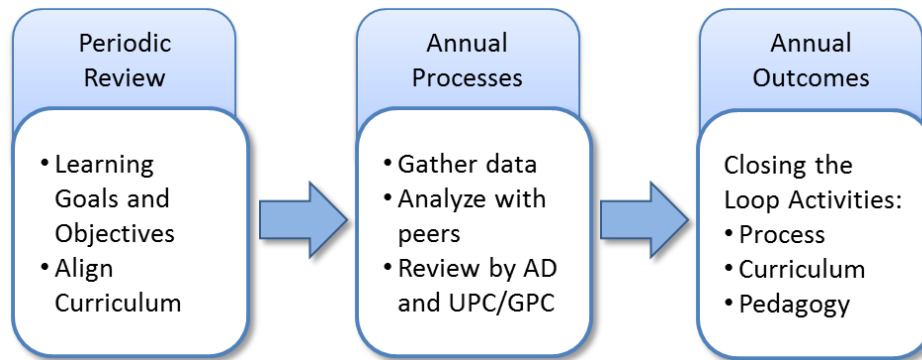 Periodic
Review
• Learning
Goals and
Objectives
• Align
Curriculum
Annual
Processes
• Gather data
• Analyze with
peers
• Review by AD
and UPC/GPC
Annual
Outcomes
Closing the
Loop Activities:
• Process
• Curriculum
• Pedagogy